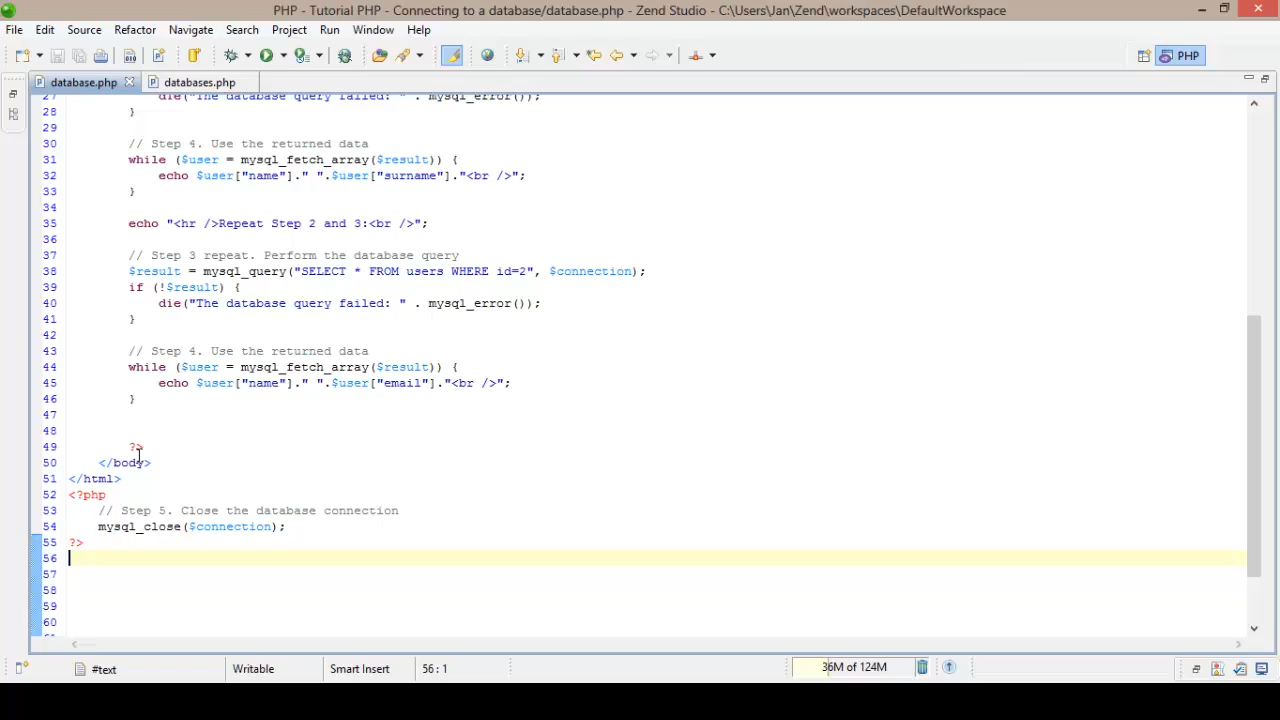 PHP - Tutorial PHP - Connecting to a database/database.php - Zend Studio - C:\Users\Jan\Zend\workspaces\DefaultWorkspace
File Edit Source Refactor Navigate Search Project Run Window Help
PHP
database.php databases.php
27 die("The database query failed: " . mysql_error());
28 }
29
30 // Step 4. Use the returned data
31 while ($user = mysql_fetch_array($result)) {
32 echo $user["name"]." ".$user["surname"]."<br />";
33 }
34
35 echo "<hr />Repeat Step 2 and 3:<br />";
36
37 // Step 3 repeat. Perform the database query
38 $result = mysql_query("SELECT * FROM users WHERE id=2", $connection);
39 if (!$result) {
40 die("The database query failed: " . mysql_error());
41 }
42
43 // Step 4. Use the returned data
44 while ($user = mysql_fetch_array($result)) {
45 echo $user["name"]." ".$user["email"]."<br />";
46 }
47
48
49 ?>
50 </body>
51 </html>
52 <?php
53 // Step 5. Close the database connection
54 mysql_close($connection);
55 ?>
56
57
58
59
60
#text Writable Smart Insert 56 : 1 36M of 124M